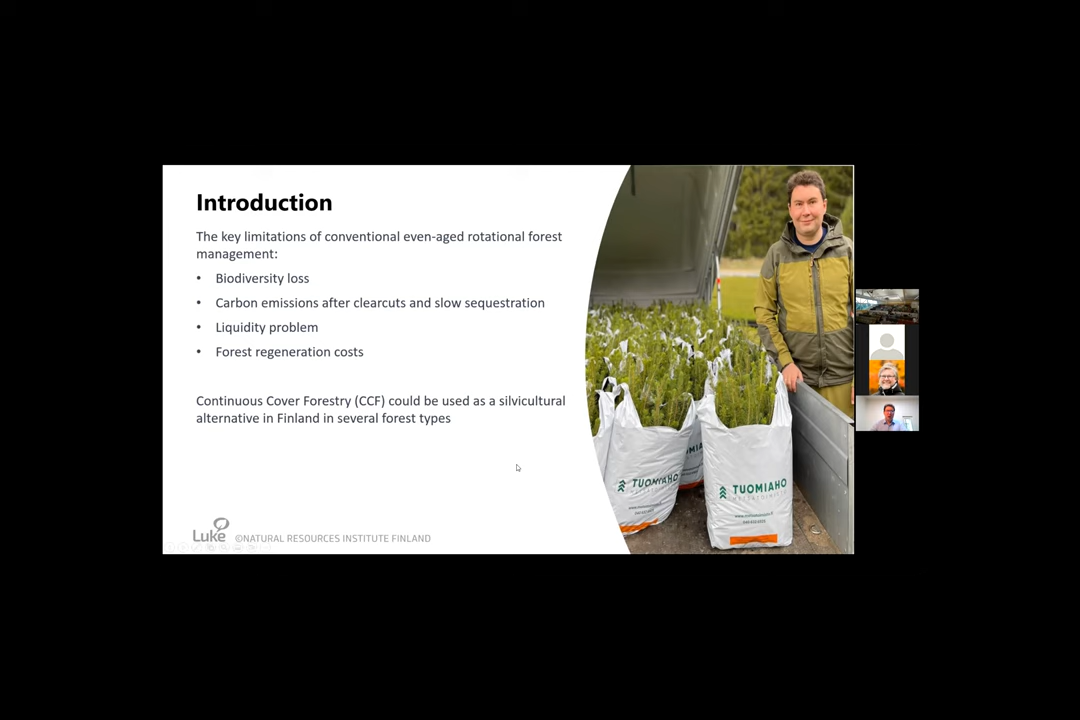 Introduction
The key limitations of conventional even-aged rotational forest
management:
• Biodiversity loss
• Carbon emissions after clearcuts and slow sequestration
• Liquidity problem
• Forest regeneration costs
Continuous Cover Forestry (CCF) could be used as a silvicultural
alternative in Finland in several forest types
TUOMIAHO
TUOMIAHO
Luke
©NATURAL RESOURCES INSTITUTE FINLAND